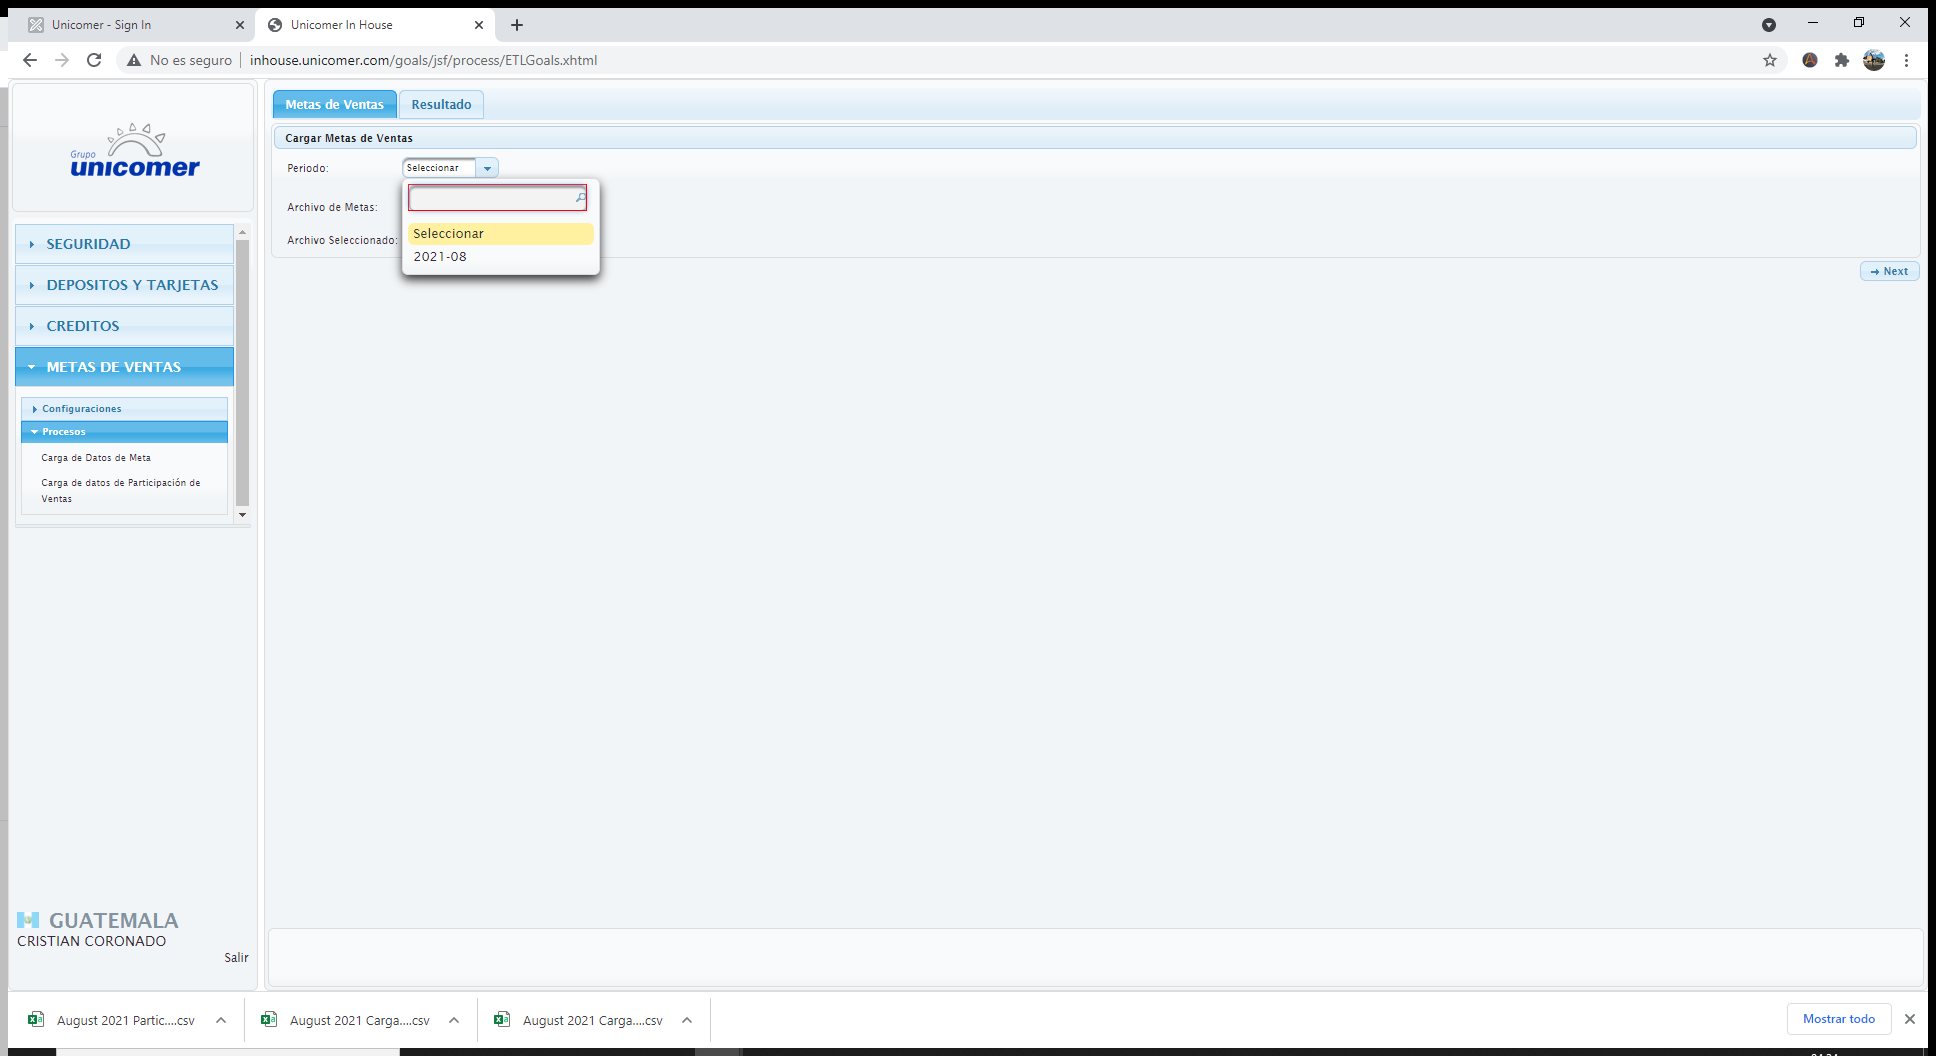 Unicomer - Sign In
Unicomer In House
No es seguro
inhouse.unicomer.com/goals/jsf/process/ETLGoals.xhtml
Grupo
unicomer
SEGURIDAD
DEPOSITOS Y TARJETAS
CREDITOS
METAS DE VENTAS
Configuraciones
Procesos
Carga de Datos de Meta
Carga de datos de Participación de
Ventas
GUATEMALA
CRISTIAN CORONADO
Salir
Metas de Ventas
Resultado
Cargar Metas de Ventas
Periodo:
Seleccionar
Archivo de Metas:
Archivo Seleccionado:
Seleccionar
2021-08
Next
August 2021 Partic....csv
August 2021 Carga....csv
August 2021 Carga....csv
Mostrar todo